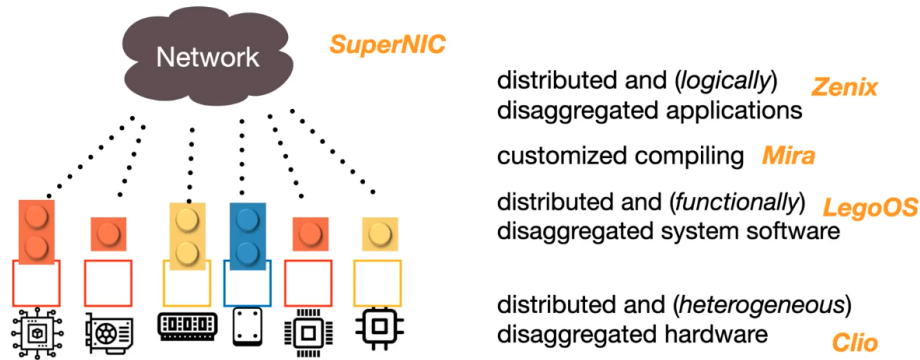 Network
SuperNIC
distributed and (logically)
disaggregated applications
Zenix
customized compiling Mira
distributed and (functionally)
disaggregated system software
LegoOS
distributed and (heterogeneous)
disaggregated hardware
Clio